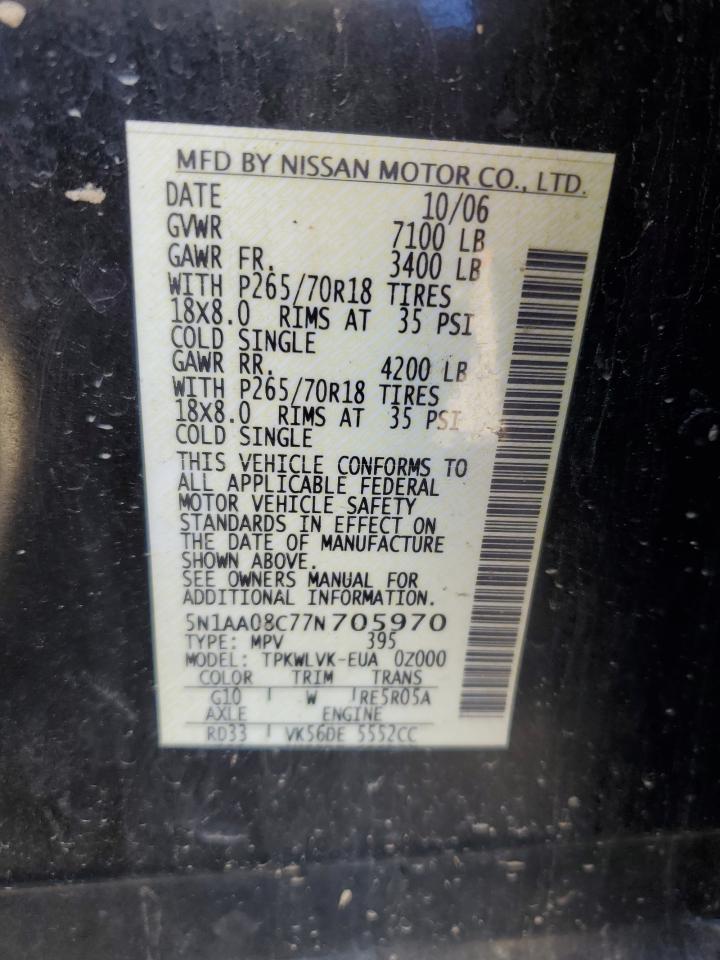 MFD BY NISSAN MOTOR CO., LTD.
DATE 10/06
GVWR 7100 LB
GAWR FR. 3400 LB
WITH P265/70R18 TIRES
18X8.0 RIMS AT 35 PSI
COLD SINGLE
GAWR RR. 4200 LB
WITH P265/70R18 TIRES
18X8.0 RIMS AT 35 PSI
COLD SINGLE
THIS VEHICLE CONFORMS TO
ALL APPLICABLE FEDERAL
MOTOR VEHICLE SAFETY
STANDARDS IN EFFECT ON
THE DATE OF MANUFACTURE
SHOWN ABOVE.
SEE OWNERS MANUAL FOR
ADDITIONAL INFORMATION.
5N1AA08C77N705970
TYPE: MPV 395
MODEL: TPKWLVK-EUA 0Z000
COLOR TRIM TRANS
G10 W RE5R05A
AXLE ENGINE
RD33 VK56DE 5552CC